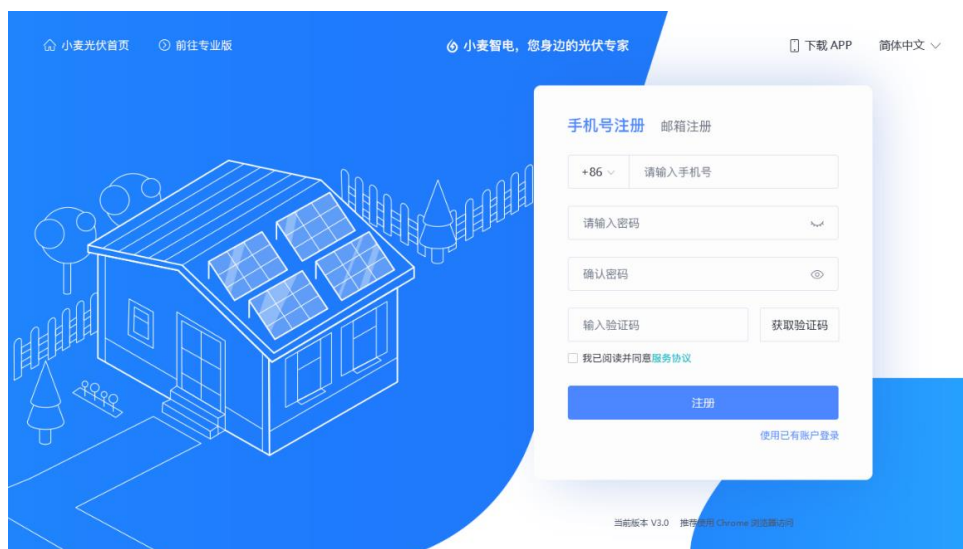 小麦光伏首页 前往专业版 小麦智电，您身边的光伏专家 下载 APP 简体中文
手机号注册 邮箱注册
+86 请输入手机号
请输入密码
确认密码
输入验证码 获取验证码
我已阅读并同意服务协议
注册
使用已有账户登录
当前版本 V3.0 推荐使用 Chrome 浏览器访问